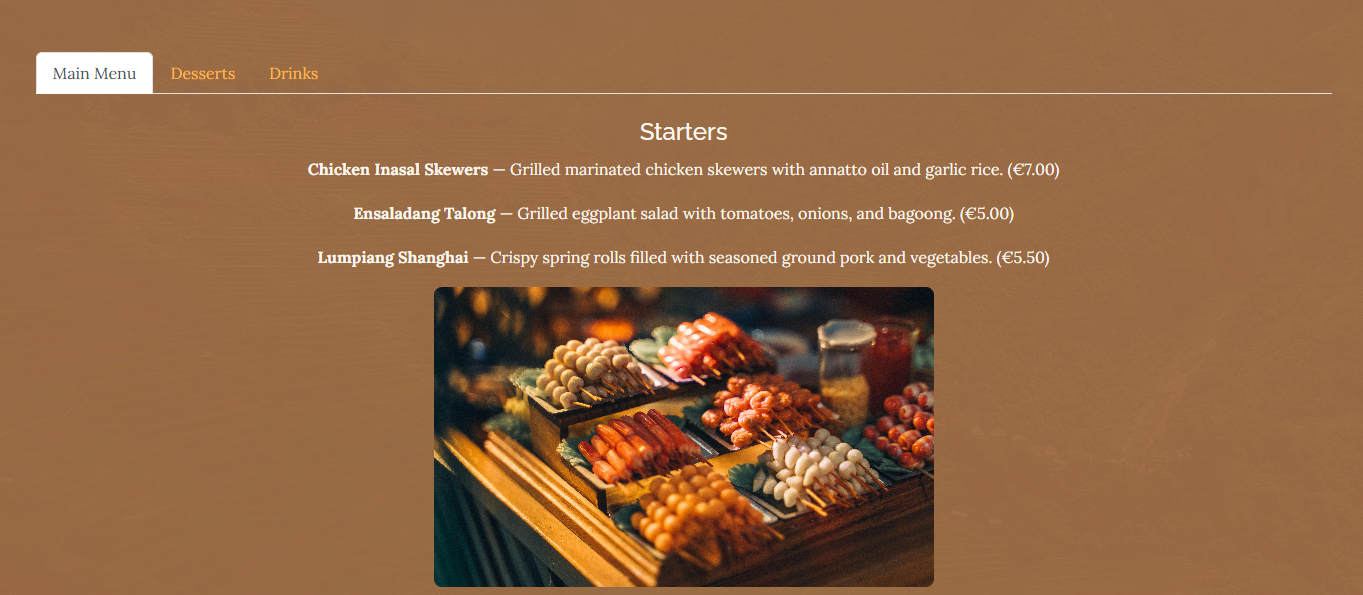 Main Menu Desserts Drinks
Starters
Chicken Inasal Skewers — Grilled marinated chicken skewers with annatto oil and garlic rice. (€7.00)
Ensaladang Talong — Grilled eggplant salad with tomatoes, onions, and bagoong. (€5.00)
Lumpiang Shanghai — Crispy spring rolls filled with seasoned ground pork and vegetables. (€5.50)